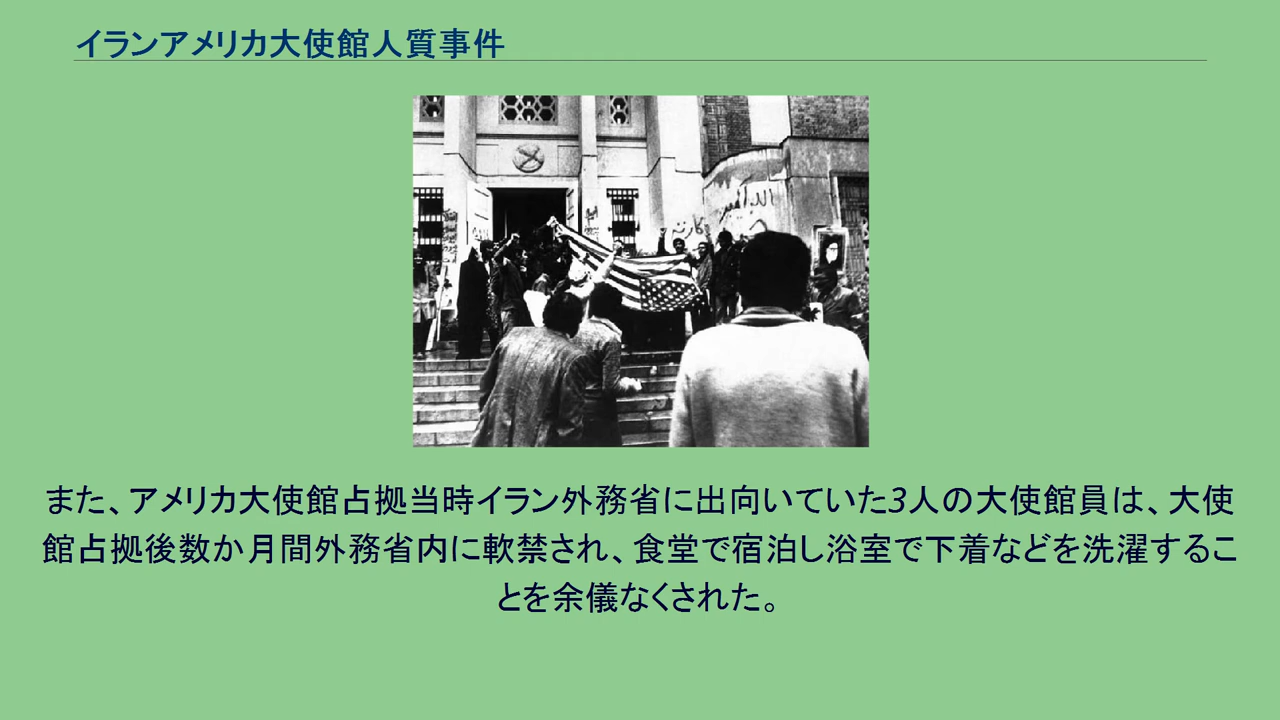 イランアメリカ大使館人質事件
また、アメリカ大使館占拠当時イラン外務省に出向いていた3人の大使館員は、大使
館占拠後数か月間外務省内に軟禁され、食堂で宿泊し浴室で下着などを洗濯するこ
とを余儀なくされた。